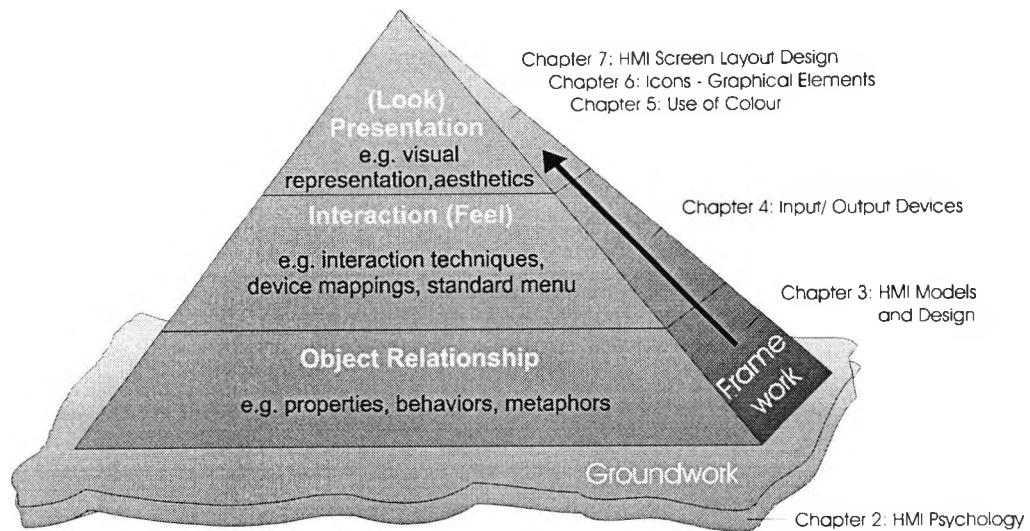 Chapter 7: HMI Screen Layout Design
Chapter 6: Icons - Graphical Elements
Chapter 5: Use of Colour
(Look)
Presentation
e.g. visual
representation,aesthetics
Chapter 4: Input/ Output Devices
Interaction (Feel)
e.g. interaction techniques,
device mappings, standard menu
Chapter 3: HMI Models
and Design
Object Relationship
e.g. properties, behaviors, metaphors
Frame
work
Groundwork
Chapter 2: HMI Psychology